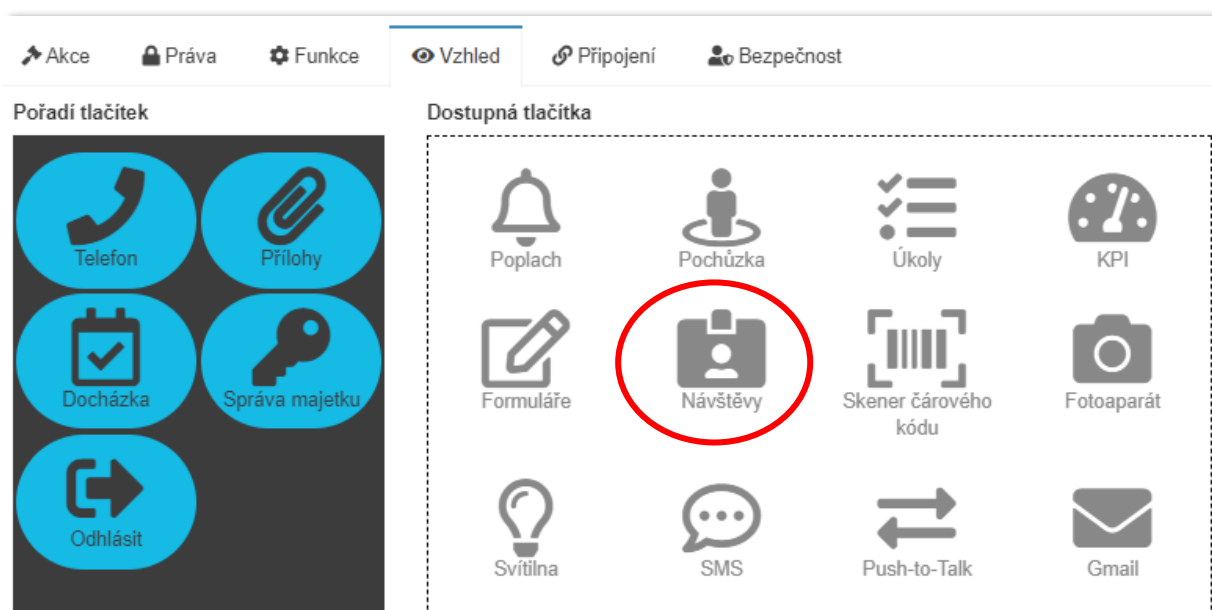 Akce Práva Funkce Vzhled Připojení Bezpečnost
Pořadí tlačítek
Telefon Přílohy
Docházka Správa majetku
Odhlásit
Dostupná tlačítka
Poplach Pochůzka Úkoly KPI
Formuláře Návštěvy Skener čárového Fotoaparát
kódu
Svítilna SMS Push-to-Talk Gmail